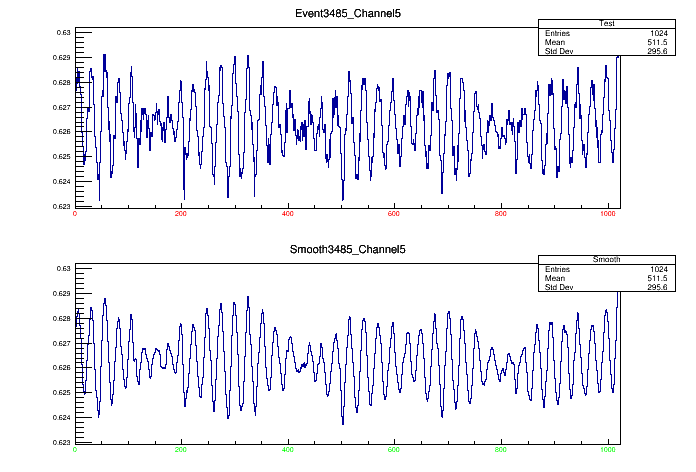 Event3485_Channel5
Test
Entries 1024
Mean 511.5
Std Dev 295.6
0.63
0.629
0.628
0.627
0.626
0.625
0.624
0.623
0 200 400 600 800 1000
Smooth3485_Channel5
Smooth
Entries 1024
Mean 511.5
Std Dev 295.6
0.63
0.629
0.628
0.627
0.626
0.625
0.624
0.623
0 200 400 600 800 1000